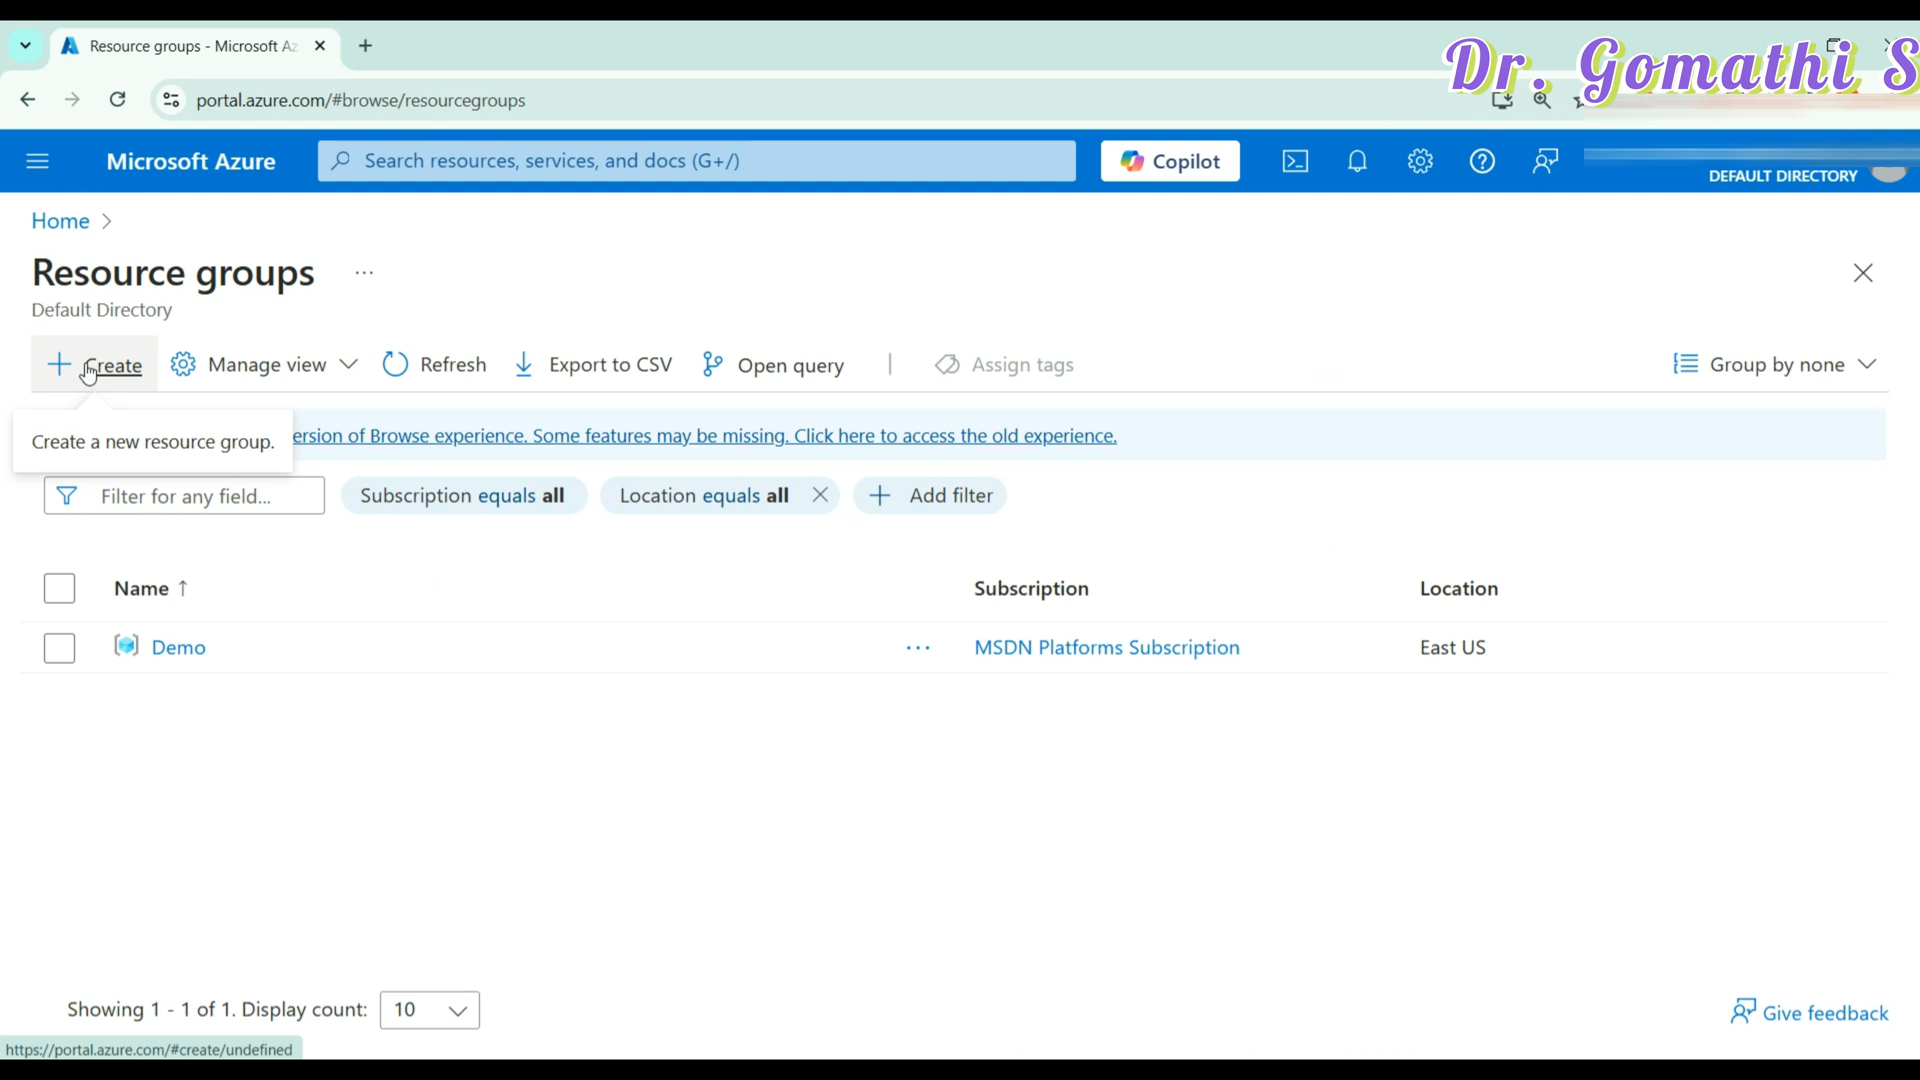 Resource groups - Microsoft Az
Dr. Gomathi S
portal.azure.com/#browse/resourcegroups
Microsoft Azure
Search resources, services, and docs (G+/)
Copilot
DEFAULT DIRECTORY
Home
Resource groups
Default Directory
Create
Manage view
Refresh
Export to CSV
Open query
Assign tags
Group by none
Create a new resource group.
ersion of Browse experience. Some features may be missing. Click here to access the old experience.
Filter for any field...
Subscription equals all
Location equals all
Add filter
Name ↑
Subscription
Location
Demo
MSDN Platforms Subscription
East US
Showing 1 - 1 of 1. Display count:
10
Give feedback
https://portal.azure.com/#create/undefined